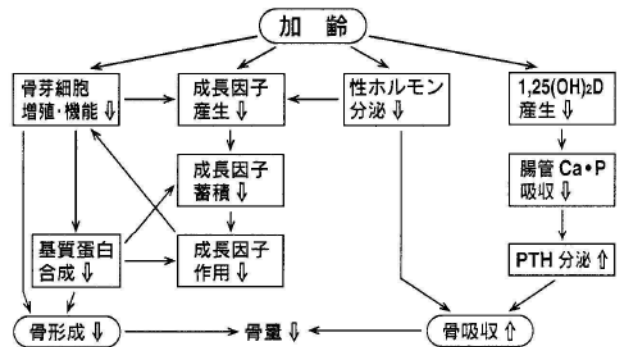 加 齢
骨芽細胞
増殖・機能⇩
成長因子
産生⇩
性ホルモン
分泌⇩
1,25(OH)₂D
産生⇩
成長因子
蓄積⇩
腸管 Ca・P
吸収⇩
基質蛋白
合成⇩
成長因子
作用⇩
PTH 分泌⇧
骨形成⇩
骨量⇩
骨吸収⇧